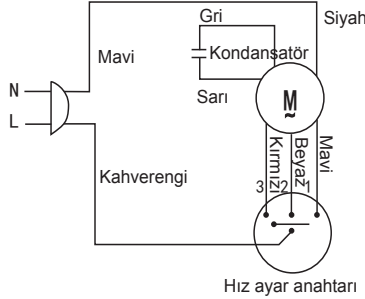 Gri
Siyah
Mavi
Kondansatör
N
Sarı
M
~
L
Kırmızı
Beyaz
Mavi
Kahverengi
3 2 1
Hız ayar anahtarı